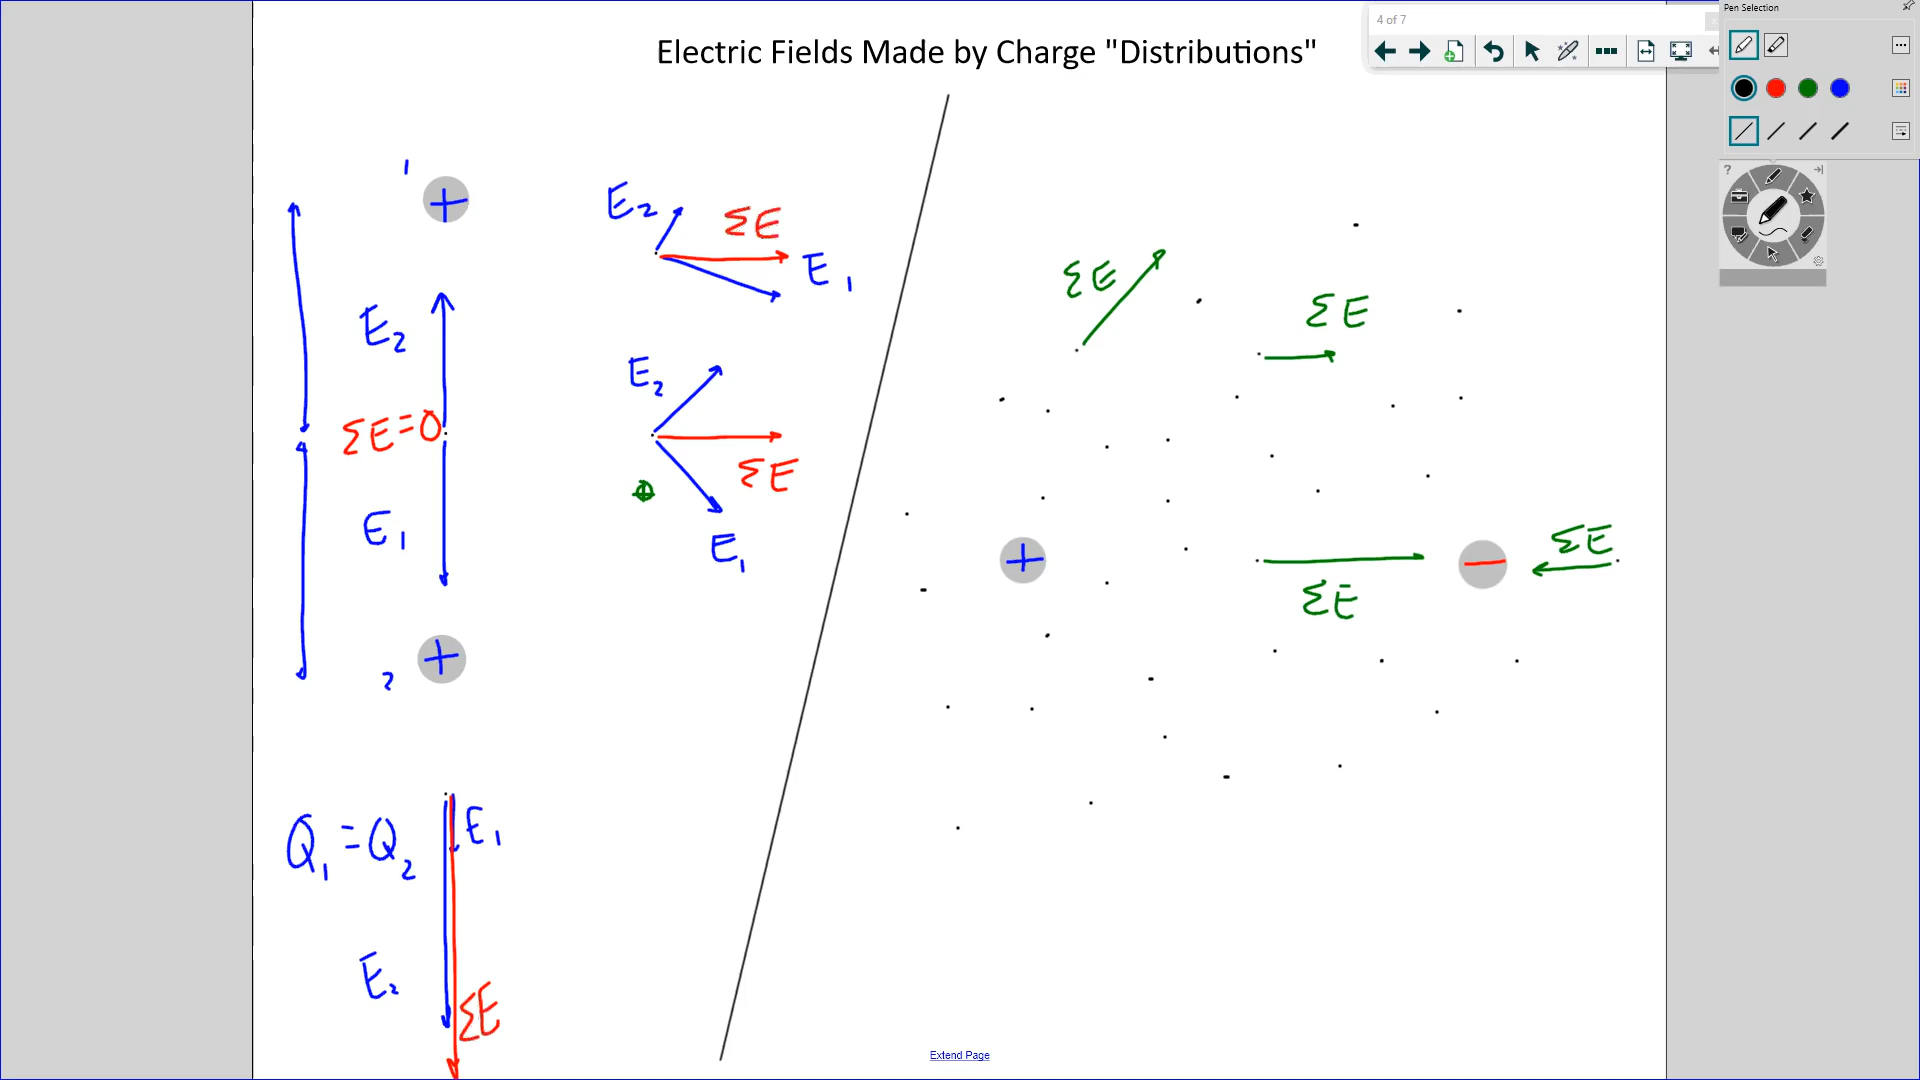 Electric Fields Made by Charge "Distributions"
4 of 7
Pen Selection
1
+
E₂
ΣE
E₁
E₂
ΣE=0
E₁
E₂
ΣE
E₁
+
2
Q₁=Q₂
E₁
E₂
ΣE
ΣE
ΣE
+
ΣE
−
ΣE
Extend Page
?